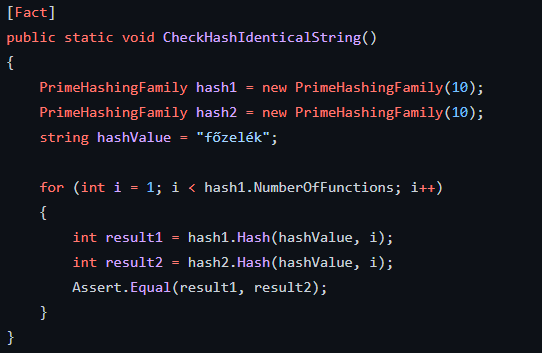 [Fact]
public static void CheckHashIdenticalString()
{
    PrimeHashingFamily hash1 = new PrimeHashingFamily(10);
    PrimeHashingFamily hash2 = new PrimeHashingFamily(10);
    string hashValue = "főzelék";

    for (int i = 1; i < hash1.NumberOfFunctions; i++)
    {
        int result1 = hash1.Hash(hashValue, i);
        int result2 = hash2.Hash(hashValue, i);
        Assert.Equal(result1, result2);
    }
}